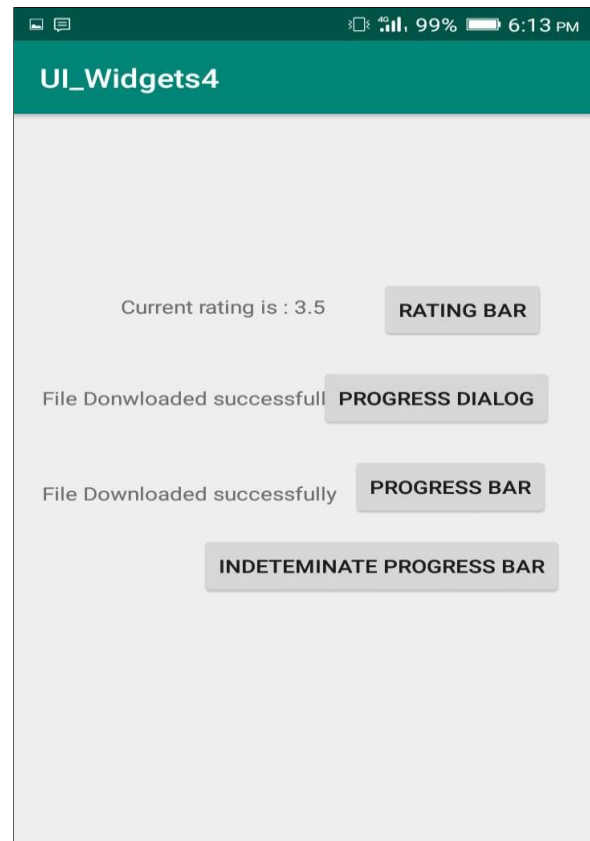 4G 99% 6:13 PM
UI_Widgets4
Current rating is : 3.5 RATING BAR
File Donwloaded successfull PROGRESS DIALOG
File Downloaded successfully PROGRESS BAR
INDETEMINATE PROGRESS BAR